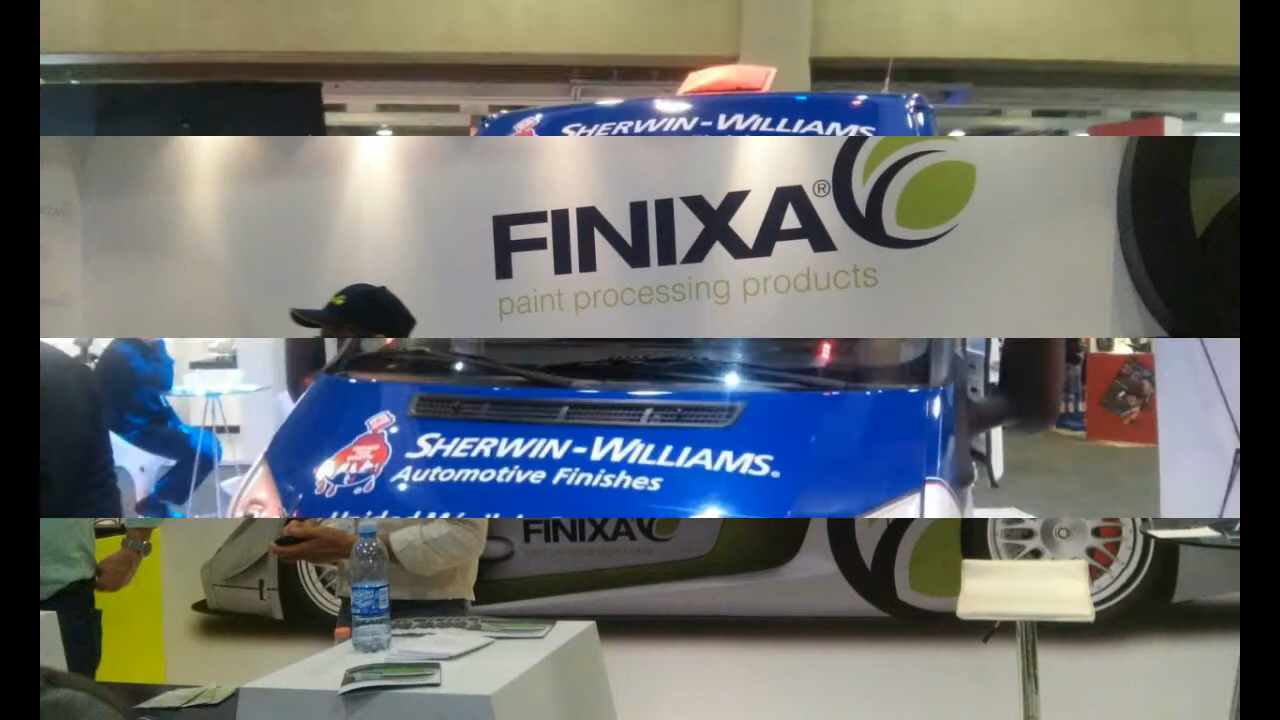 SHERWIN-WILLIAMS
FINIXA®
paint processing products
SHERWIN-WILLIAMS®
Automotive Finishes
FINIXA